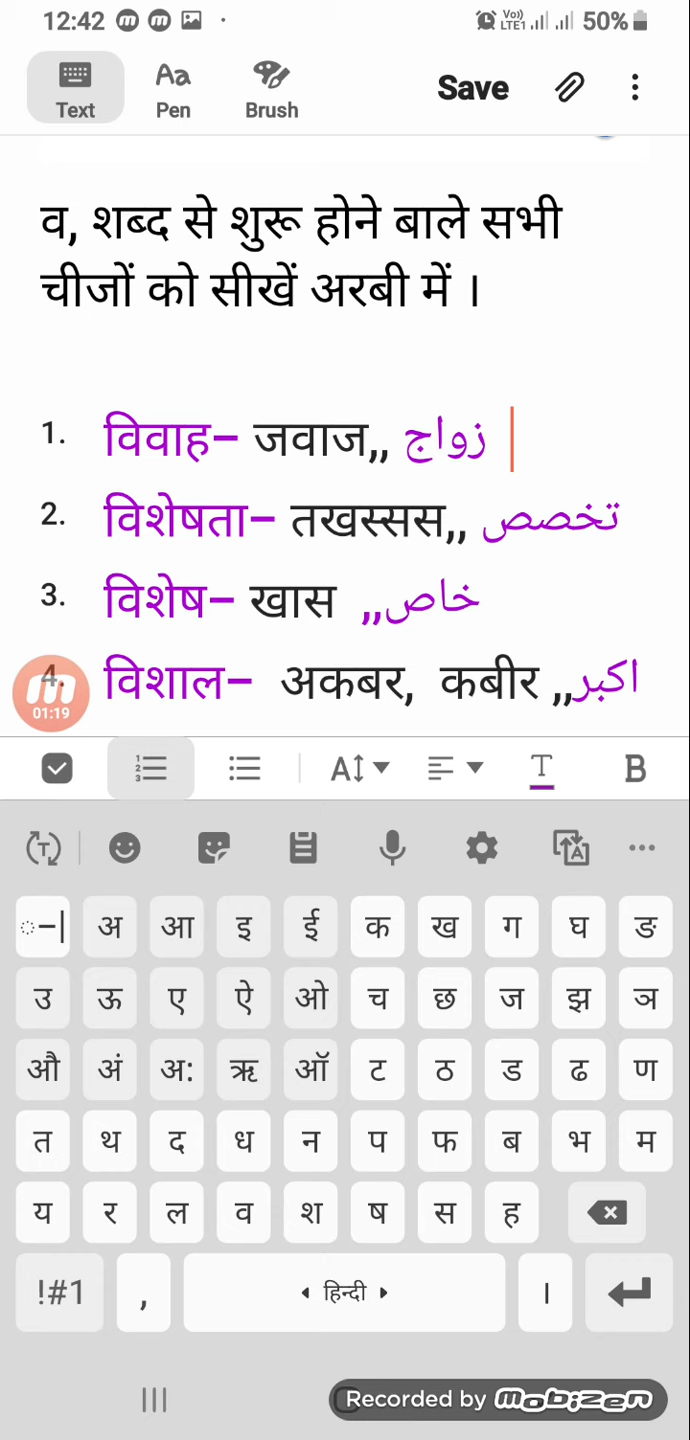 12:42 50%
Text Pen Brush Save
व, शब्द से शुरू होने बाले सभी
चीजों को सीखें अरबी में ।
1. विवाह– जवाज,, زواج
2. विशेषता– तखस्सस,, تخصص
3. विशेष– खास ,,خاص
4. विशाल– अकबर, कबीर ,,اكبر
01:19
A T B
T A
ः–| अ आ इ ई क ख ग घ ङ
उ ऊ ए ऐ ओ च छ ज झ ञ
औ अं अः ऋ ऑ ट ठ ड ढ ण
त थ द ध न प फ ब भ म
य र ल व श ष स ह
!#1 , हिन्दी ।
Recorded by mobizen